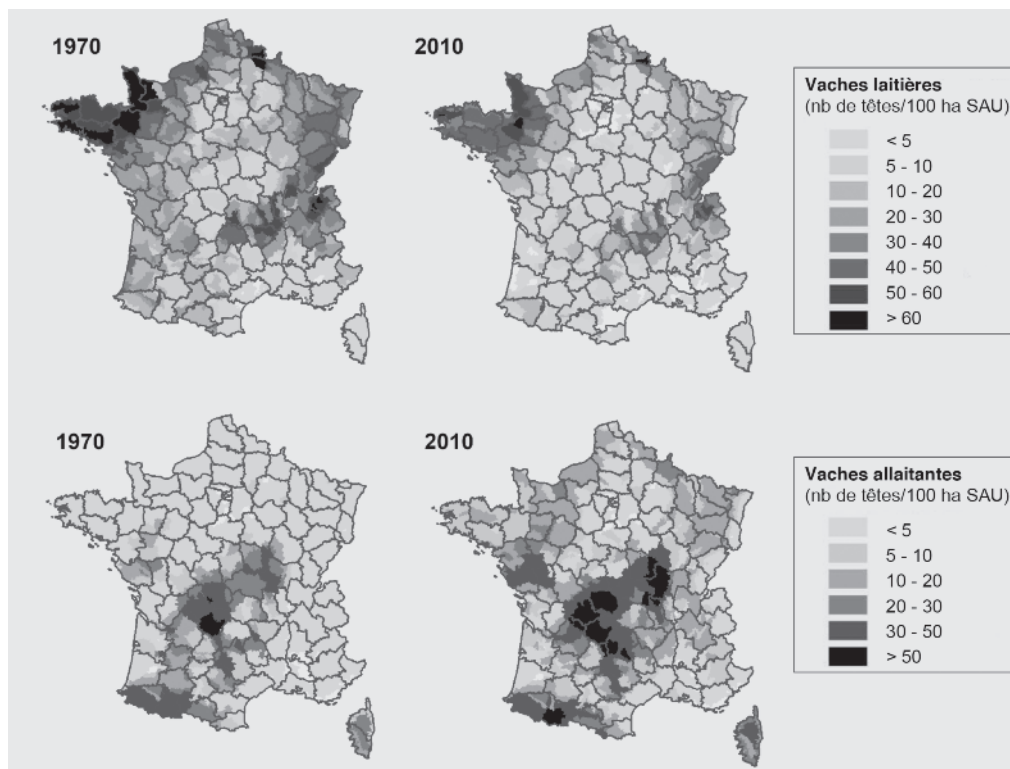 1970
2010
Vaches laitières
(nb de têtes/100 ha SAU)
< 5
5 - 10
10 - 20
20 - 30
30 - 40
40 - 50
50 - 60
> 60
1970
2010
Vaches allaitantes
(nb de têtes/100 ha SAU)
< 5
5 - 10
10 - 20
20 - 30
30 - 50
> 50